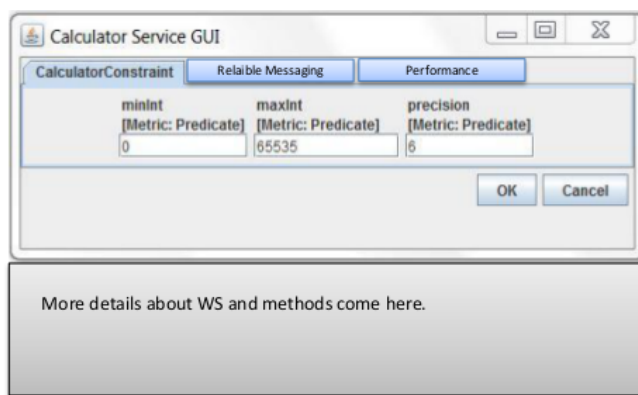 Calculator Service GUI
CalculatorConstraint Relaible Messaging Performance
minInt maxInt precision
[Metric: Predicate] [Metric: Predicate] [Metric: Predicate]
0 65535 6
OK Cancel
More details about WS and methods come here.